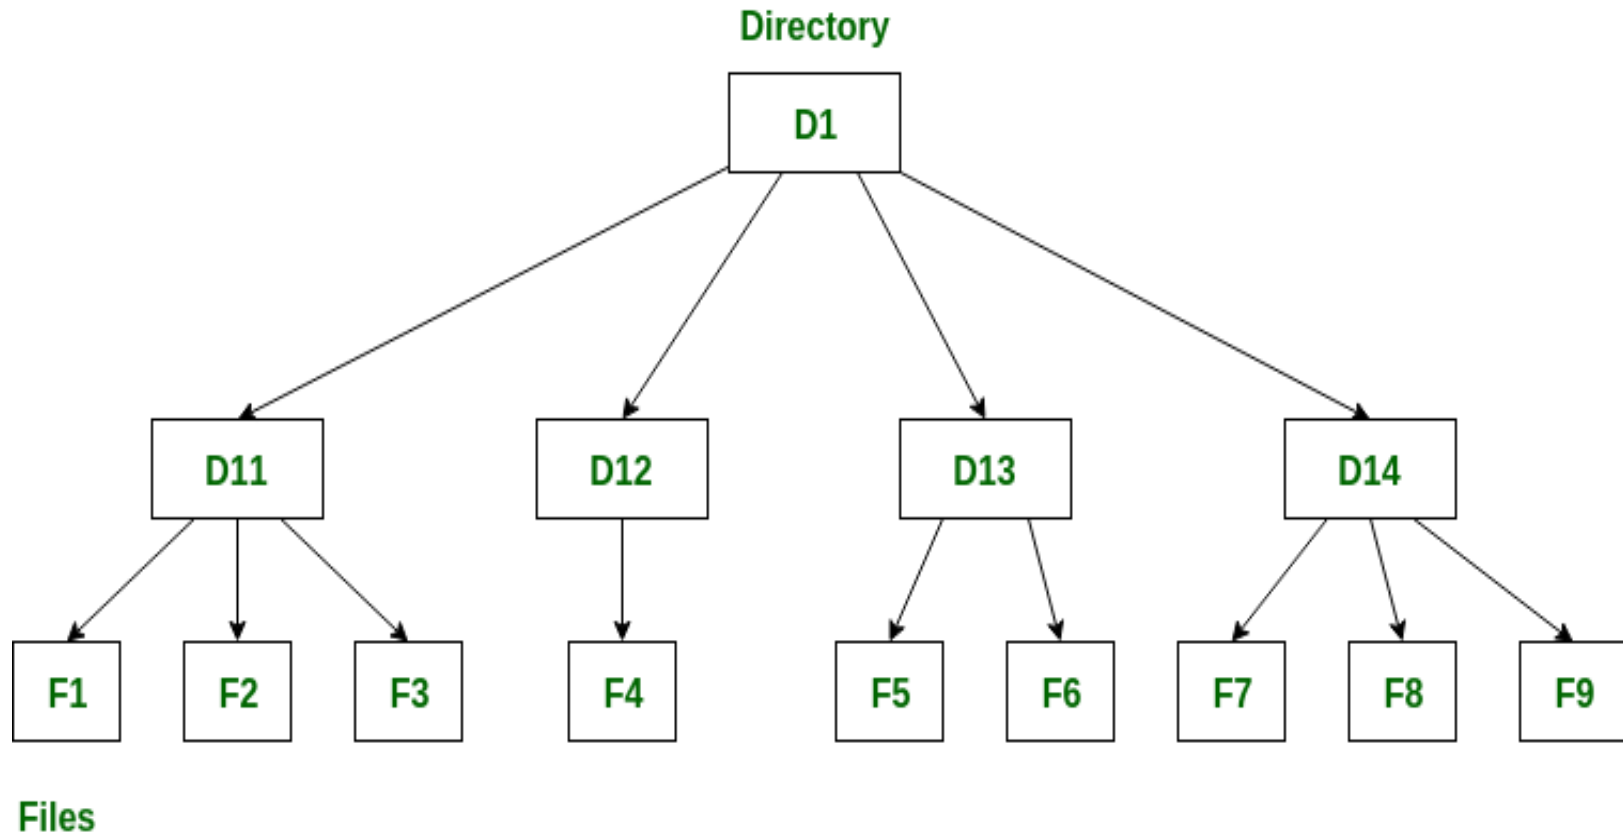 Directory
D1
D11 D12 D13 D14
F1 F2 F3 F4 F5 F6 F7 F8 F9
Files